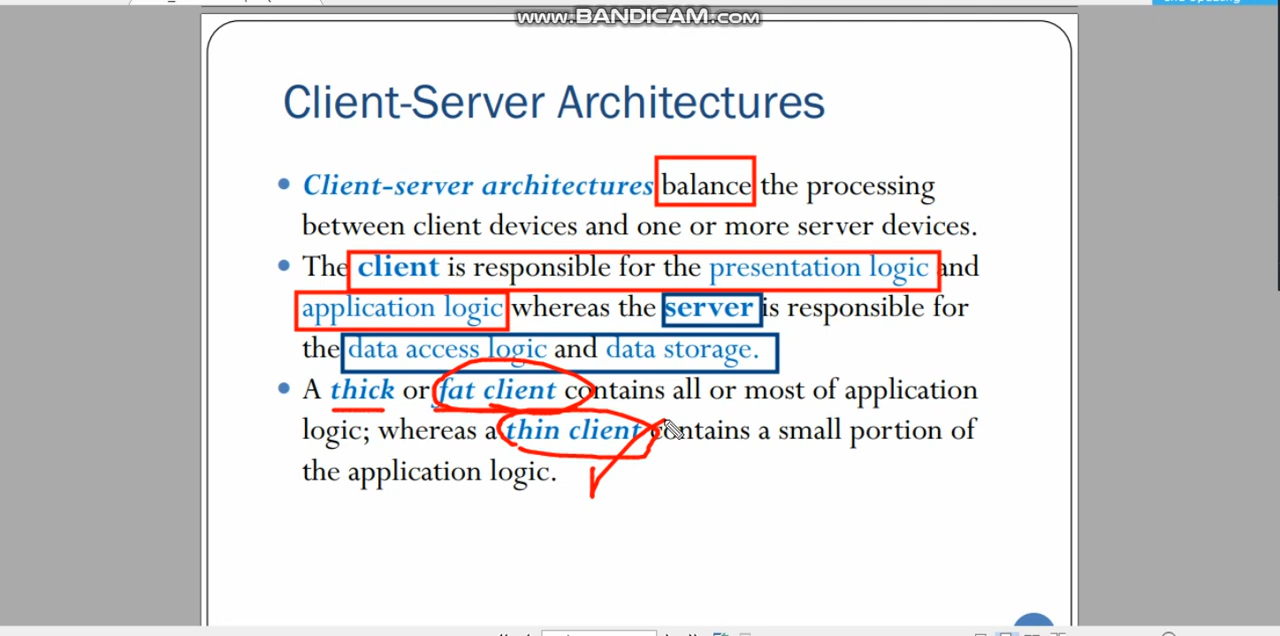 www.BANDICAM.com
Client-Server Architectures
• Client-server architectures balance the processing
between client devices and one or more server devices.
• The client is responsible for the presentation logic and
application logic whereas the server is responsible for
the data access logic and data storage.
• A thick or fat client contains all or most of application
logic; whereas a thin client contains a small portion of
the application logic.